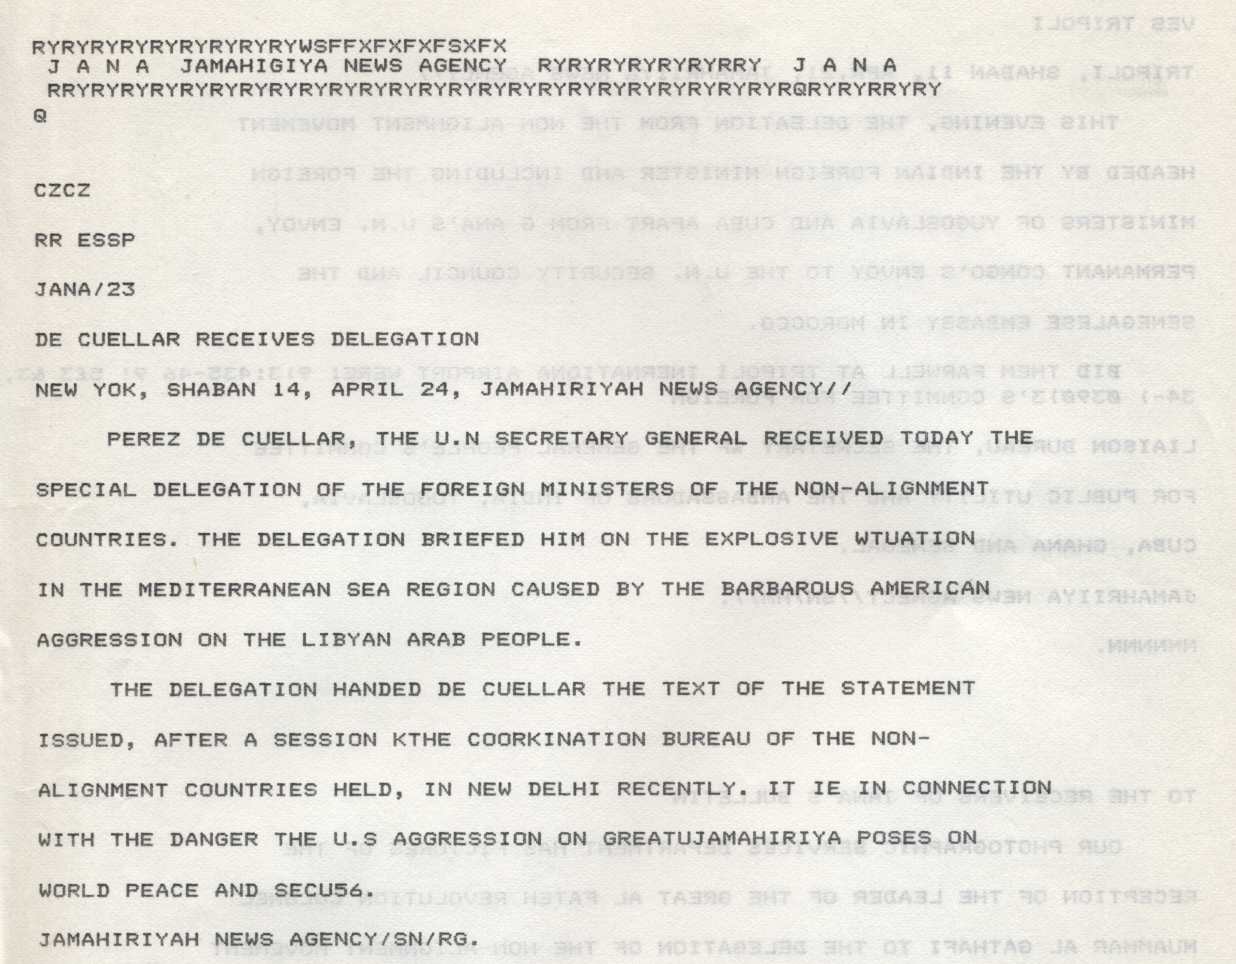 RYRYRYRYRYRYRYRYRYWSFFXFXFXFSXFX
J A N A  JAMAHIGIYA NEWS AGENCY  RYRYRYRYRYRYRRY  J A N A
RRYRYRYRYRYRYRYRYRYRYRYRYRYRYRYRYRYRYRYRYRYRYRYRYRYRQRYRYRRYRY
Q
CZCZ
RR ESSP
JANA/23
DE CUELLAR RECEIVES DELEGATION
NEW YOK, SHABAN 14, APRIL 24, JAMAHIRIYAH NEWS AGENCY//
PEREZ DE CUELLAR, THE U.N SECRETARY GENERAL RECEIVED TODAY THE
SPECIAL DELEGATION OF THE FOREIGN MINISTERS OF THE NON-ALIGNMENT
COUNTRIES. THE DELEGATION BRIEFED HIM ON THE EXPLOSIVE WTUATION
IN THE MEDITERRANEAN SEA REGION CAUSED BY THE BARBAROUS AMERICAN
AGGRESSION ON THE LIBYAN ARAB PEOPLE.
THE DELEGATION HANDED DE CUELLAR THE TEXT OF THE STATEMENT
ISSUED, AFTER A SESSION KTHE COORKINATION BUREAU OF THE NON-
ALIGNMENT COUNTRIES HELD, IN NEW DELHI RECENTLY. IT IE IN CONNECTION
WITH THE DANGER THE U.S AGGRESSION ON GREATUJAMAHIRIYA POSES ON
WORLD PEACE AND SECU56.
JAMAHIRIYAH NEWS AGENCY/SN/RG.